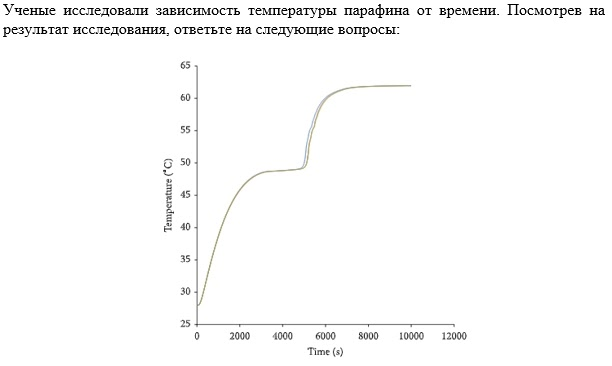 Ученые исследовали зависимость температуры парафина от времени. Посмотрев на
результат исследования, ответьте на следующие вопросы:
65
60
55
50
45
40
35
30
25
Temperature (°C)
0 2000 4000 6000 8000 10000 12000
Time (s)